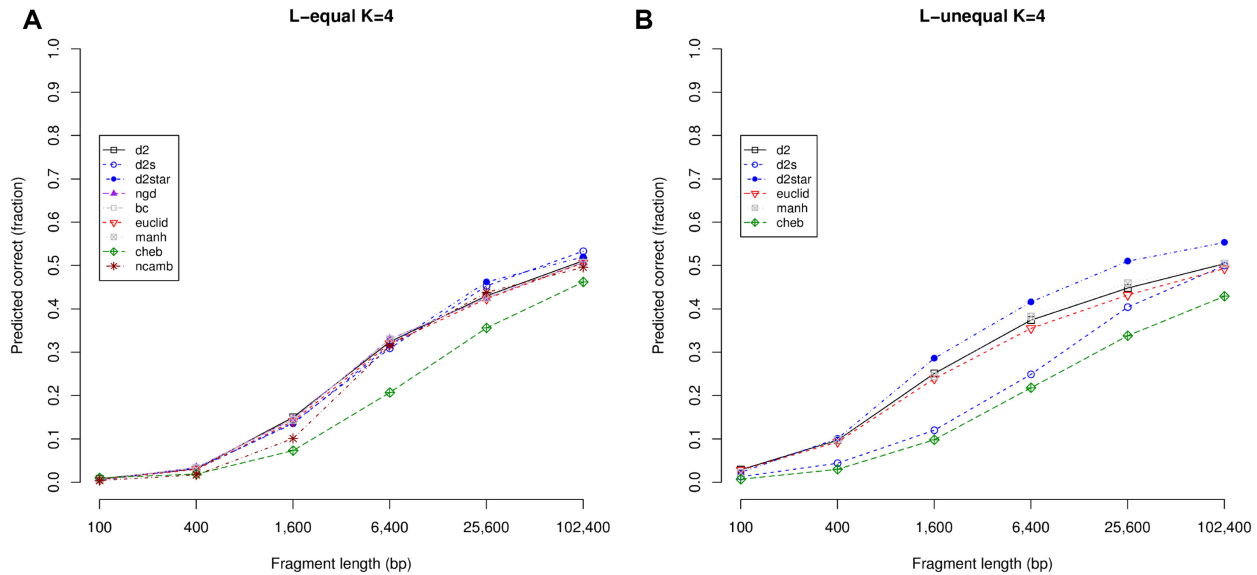 A
L−equal K=4
Predicted correct (fraction)
1.0
0.9
0.8
0.7
0.6
0.5
0.4
0.3
0.2
0.1
0.0
d2
d2s
d2star
ngd
bc
euclid
manh
cheb
ncamb
100 400 1,600 6,400 25,600 102,400
Fragment length (bp)
B
L−unequal K=4
Predicted correct (fraction)
1.0
0.9
0.8
0.7
0.6
0.5
0.4
0.3
0.2
0.1
0.0
d2
d2s
d2star
euclid
manh
cheb
100 400 1,600 6,400 25,600 102,400
Fragment length (bp)